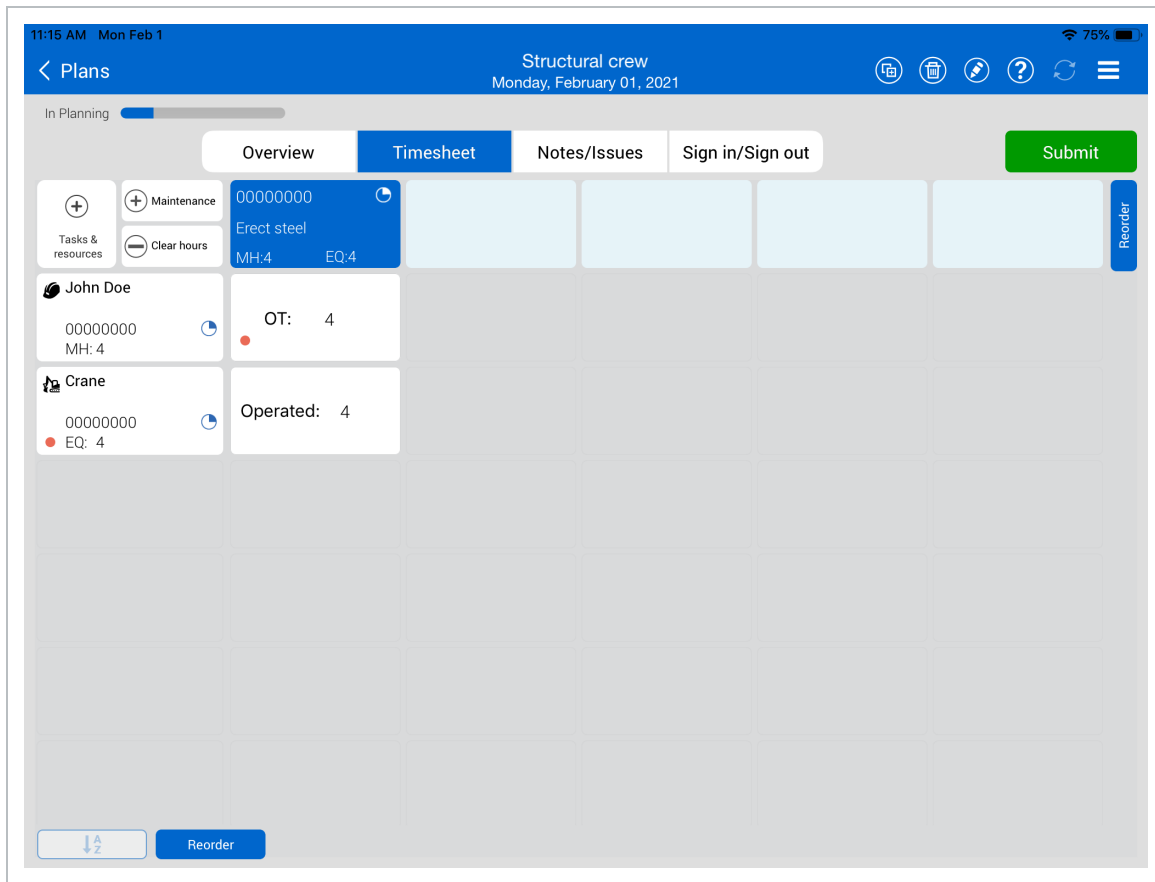 11:15 AM Mon Feb 1
75%
Plans
Structural crew
Monday, February 01, 2021
In Planning
Overview
Timesheet
Notes/Issues
Sign in/Sign out
Submit
Tasks &
resources
Maintenance
Clear hours
00000000
Erect steel
MH:4 EQ:4
Reorder
John Doe
00000000
MH: 4
OT: 4
Crane
00000000
EQ: 4
Operated: 4
A
Z
Reorder